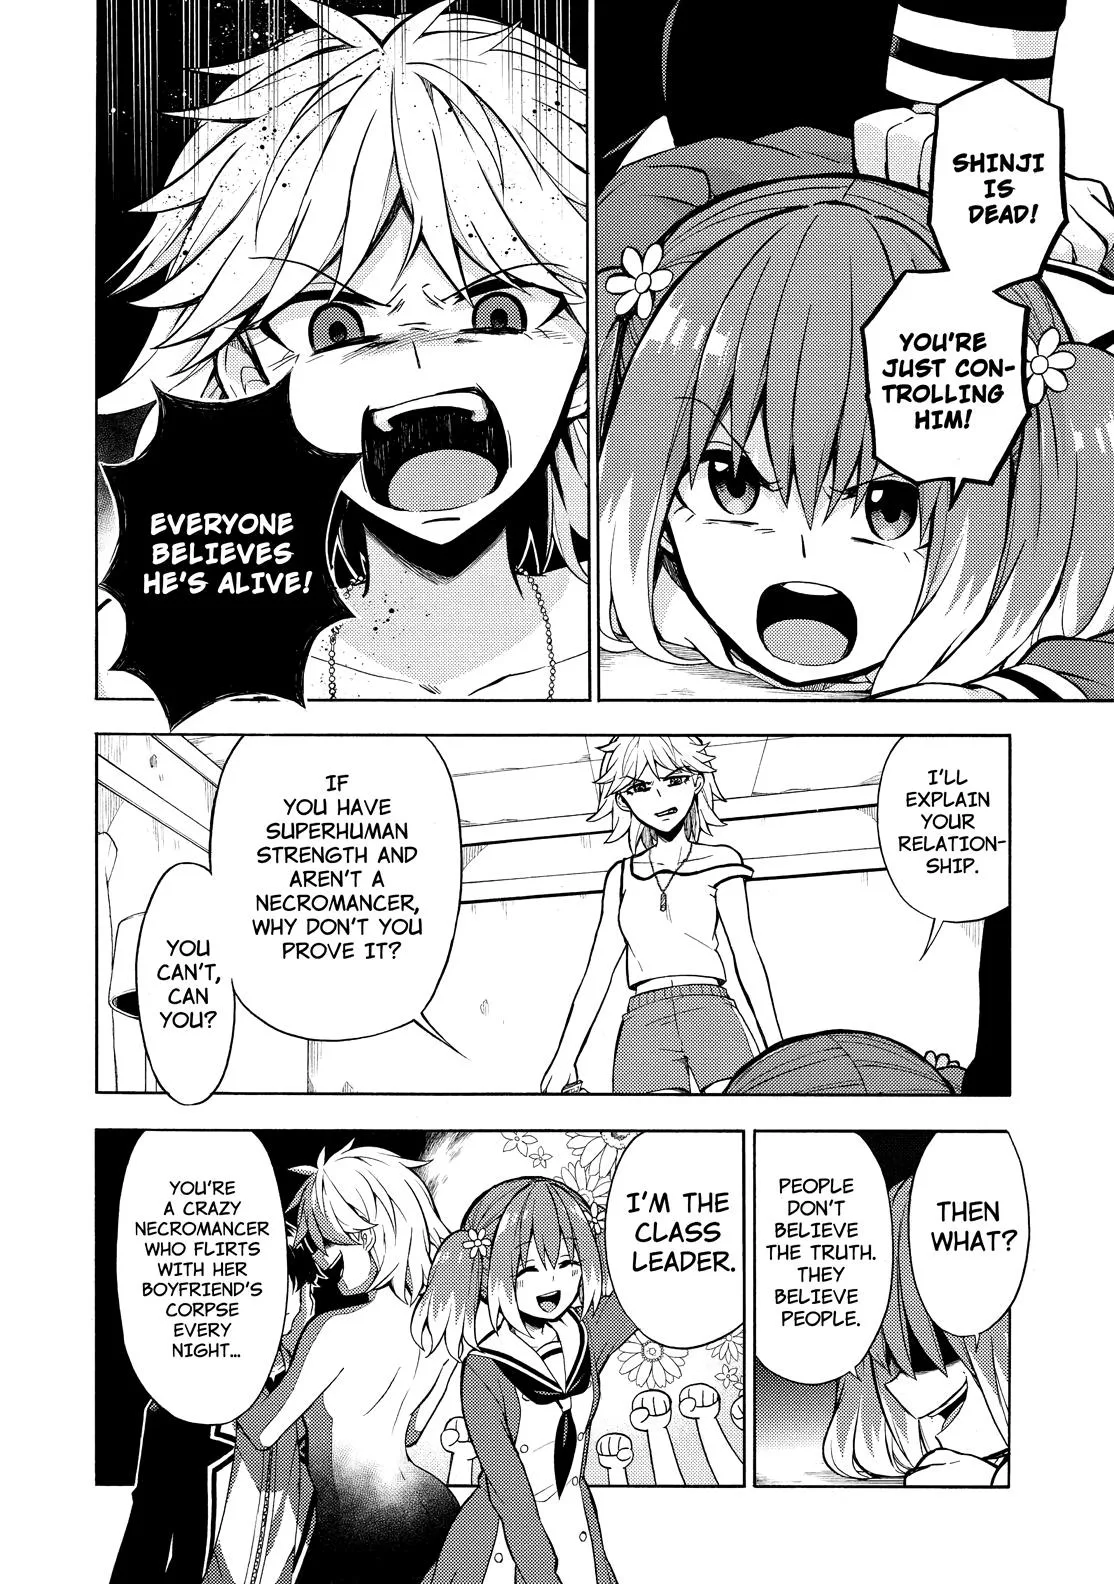 SHINJI
IS
DEAD!
YOU'RE
JUST CON-
TROLLING
HIM!
EVERYONE
BELIEVES
HE'S ALIVE!
I'LL
EXPLAIN
YOUR
RELATION-
SHIP.
IF
YOU HAVE
SUPERHUMAN
STRENGTH AND
AREN'T A
NECROMANCER,
WHY DON'T YOU
PROVE IT?
YOU
CAN'T,
CAN
YOU?
THEN
WHAT?
PEOPLE
DON'T
BELIEVE
THE TRUTH.
THEY
BELIEVE
PEOPLE.
I'M THE
CLASS
LEADER.
YOU'RE
A CRAZY
NECROMANCER
WHO FLIRTS
WITH HER
BOYFRIEND'S
CORPSE
EVERY
NIGHT...